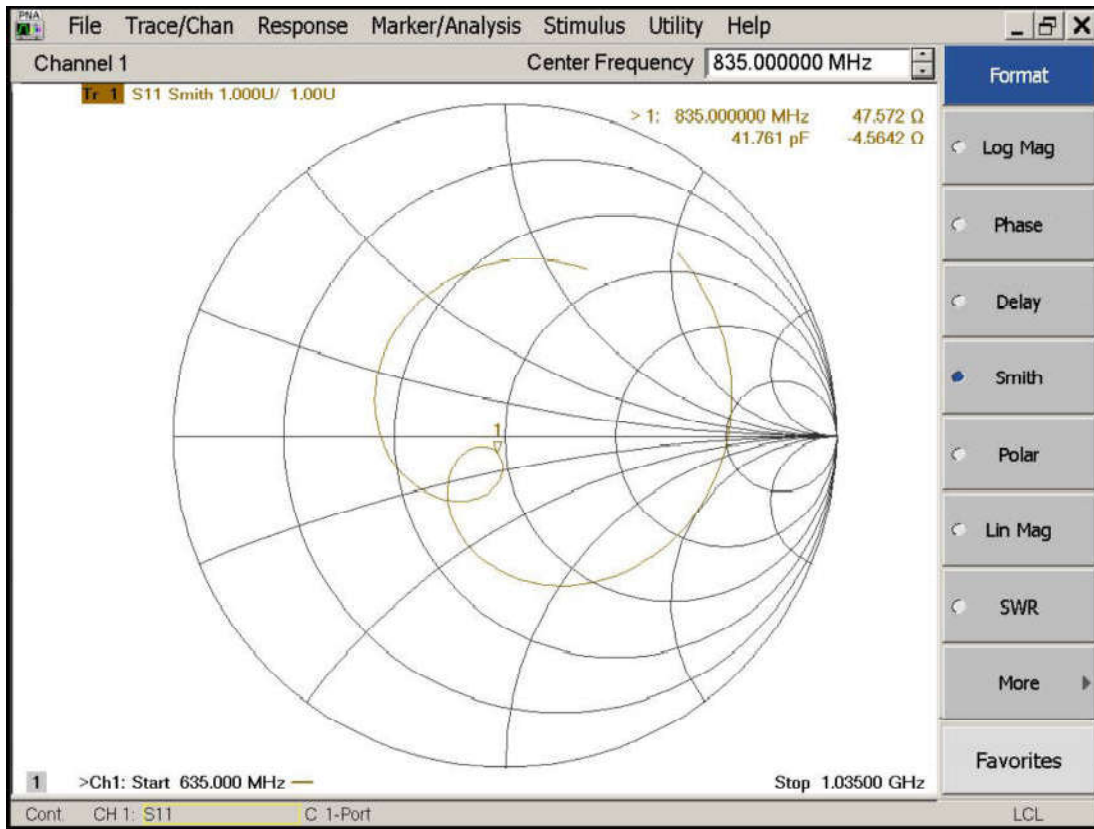 PNA File Trace/Chan Response Marker/Analysis Stimulus Utility Help
Channel 1 Center Frequency 835.000000 MHz
Format
Tr 1 S11 Smith 1.000U/ 1.00U
> 1: 835.000000 MHz 47.572 Ω
41.761 pF -4.5642 Ω
Log Mag
Phase
Delay
Smith
1
Polar
Lin Mag
SWR
More
Favorites
1 >Ch1: Start 635.000 MHz Stop 1.03500 GHz
Cont. CH 1: S11 C 1-Port LCL